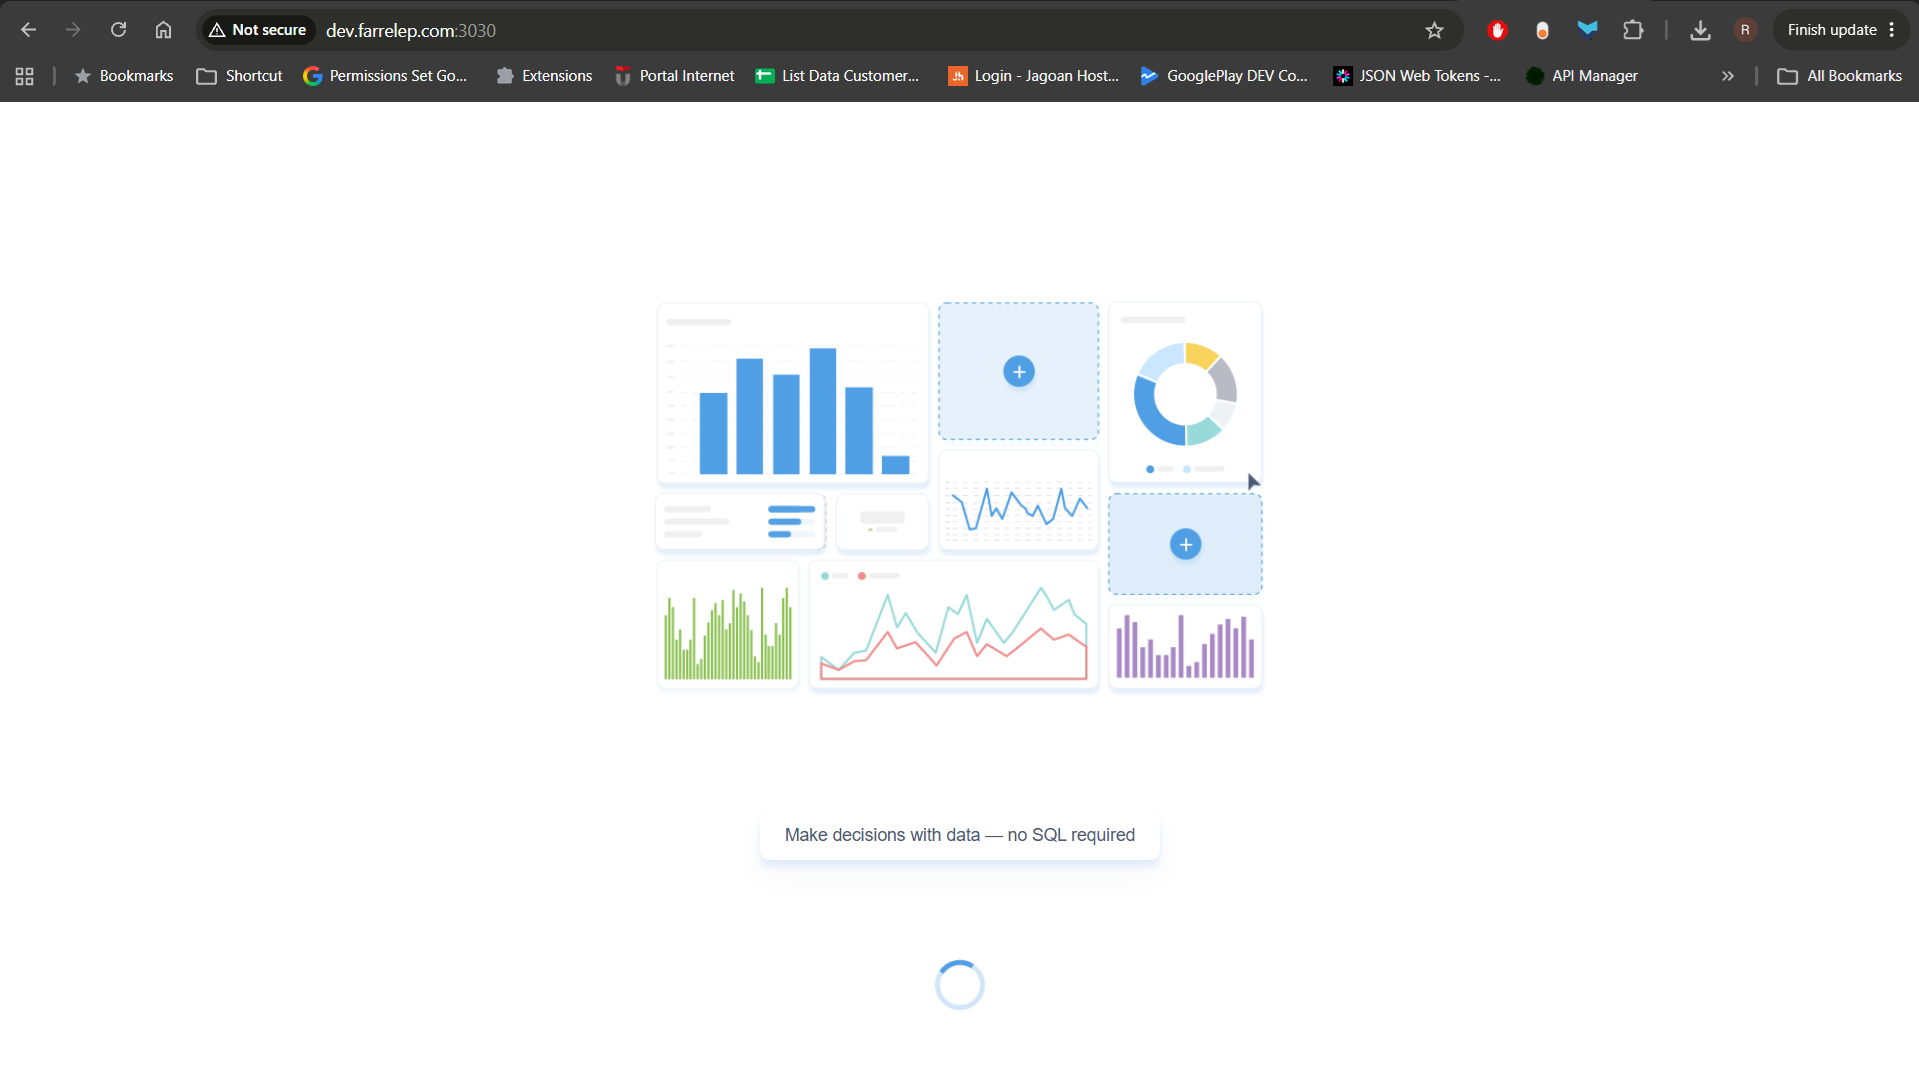 Not secure
dev.farrelep.com:3030
R
Finish update
Bookmarks
Shortcut
Permissions Set Go...
Extensions
Portal Internet
List Data Customer...
Login - Jagoan Host...
GooglePlay DEV Co...
JSON Web Tokens -...
API Manager
All Bookmarks
Make decisions with data — no SQL required